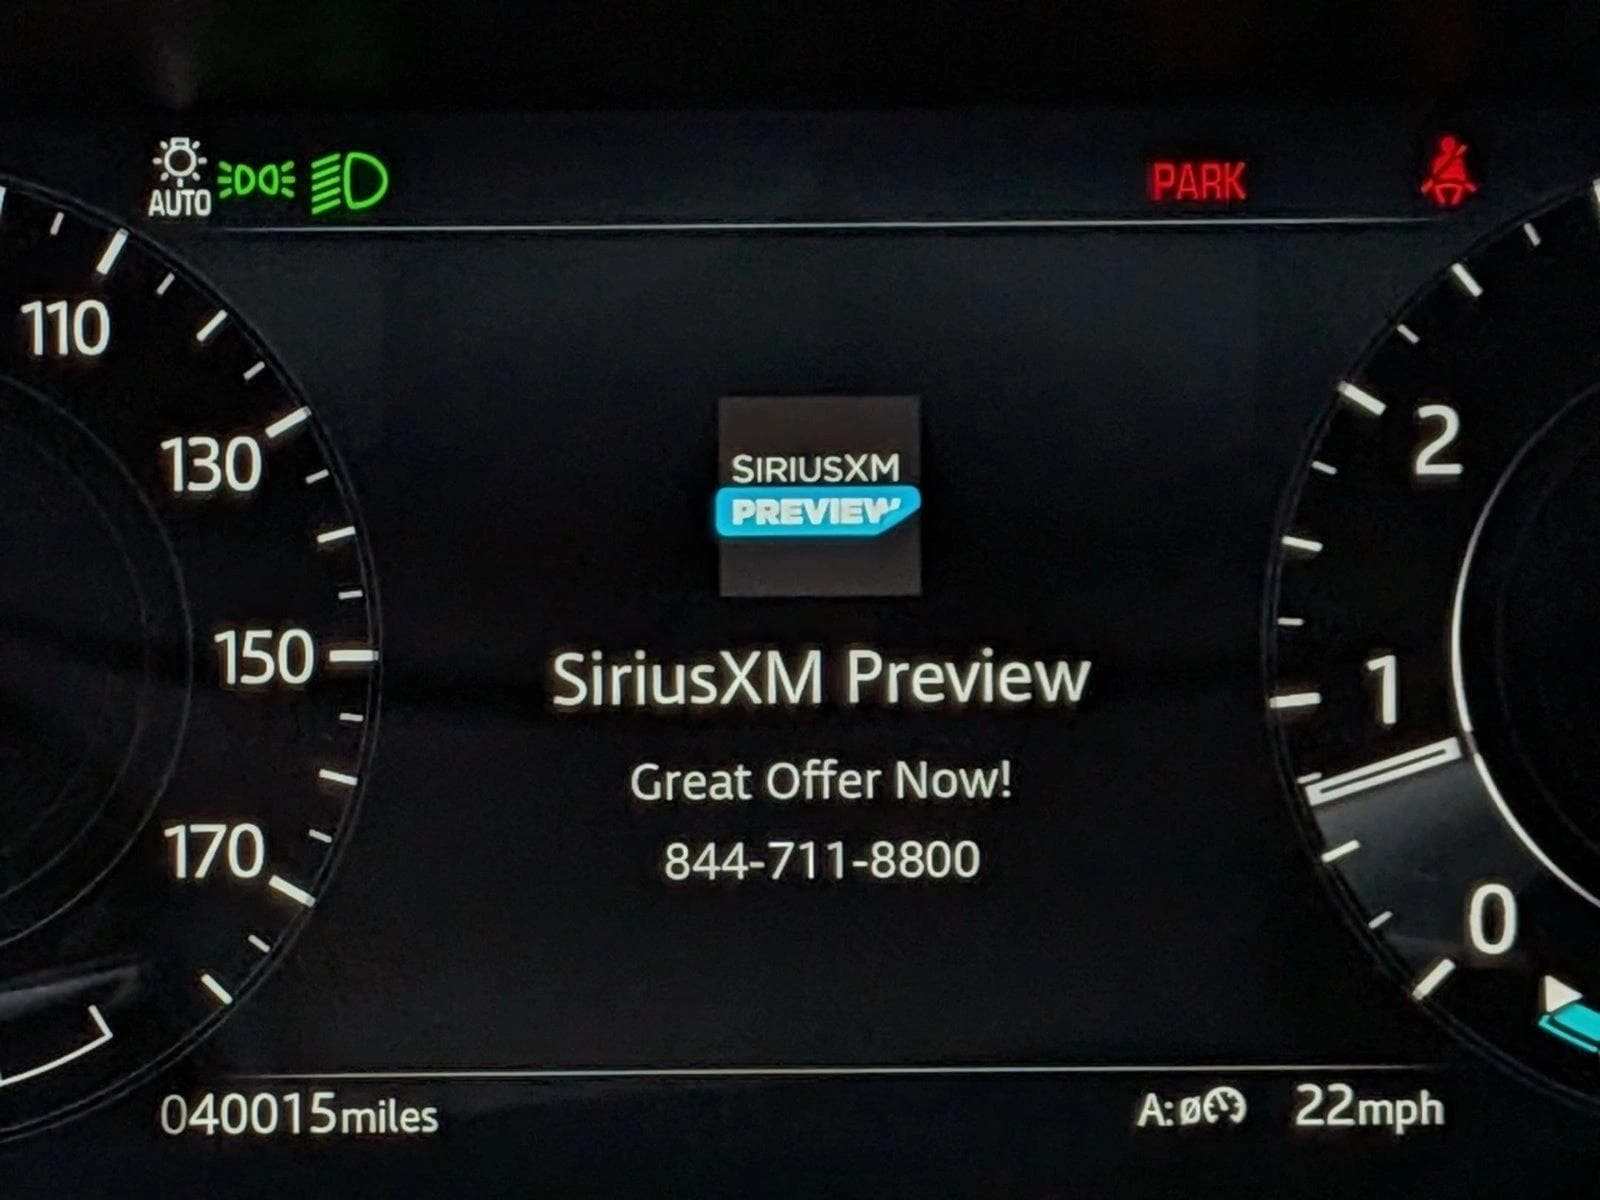 AUTO
PARK
110
130
150
170
SIRIUSXM
PREVIEW
SiriusXM Preview
Great Offer Now!
844-711-8800
2
1
0
040015miles
A:ø 22mph